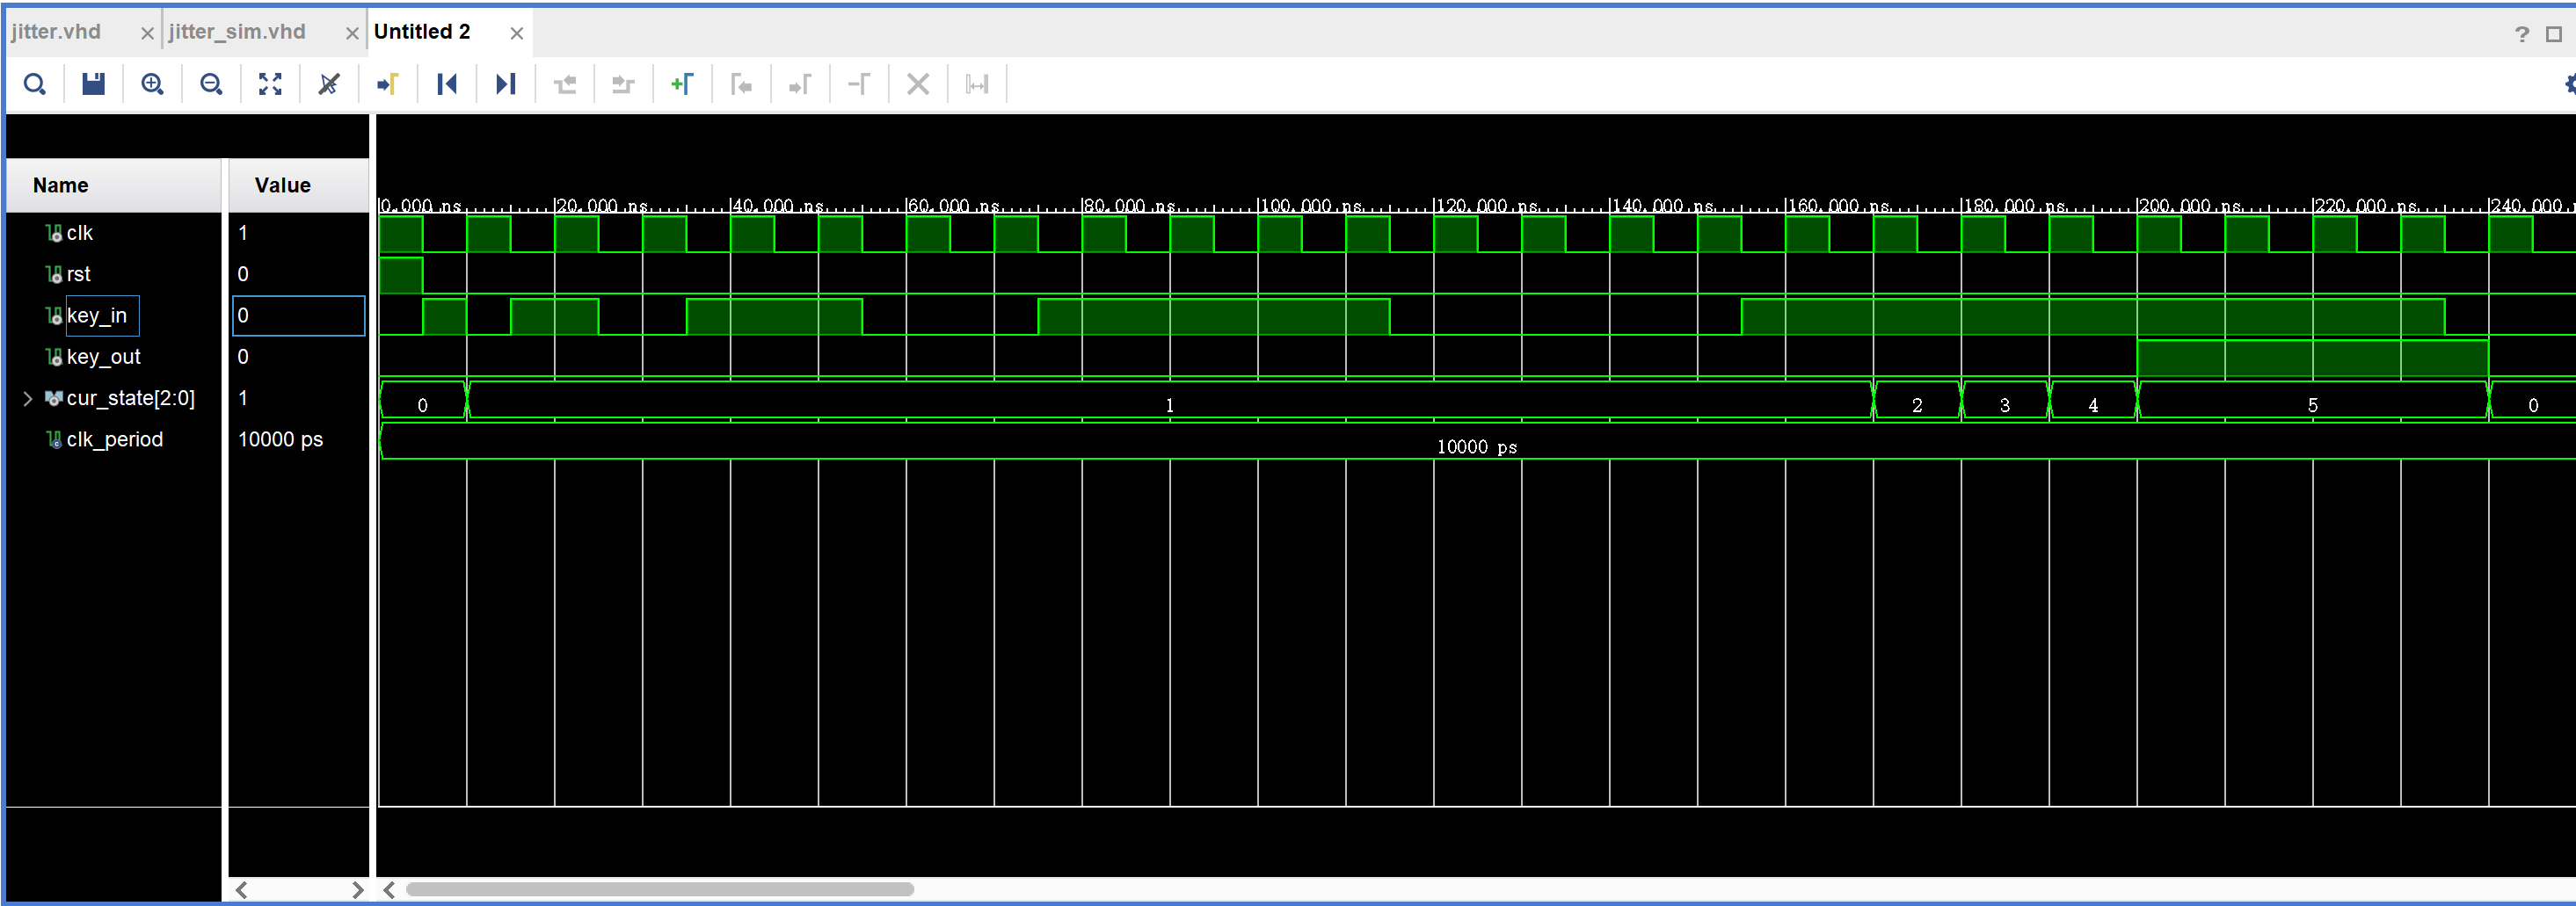 jitter.vhd × jitter_sim.vhd × Untitled 2 × ?
Name Value
0.000 ns 20.000 ns 40.000 ns 60.000 ns 80.000 ns 100.000 ns 120.000 ns 140.000 ns 160.000 ns 180.000 ns 200.000 ns 220.000 ns 240.000
clk 1
rst 0
key_in 0
key_out 0
cur_state[2:0] 1 0 1 2 3 4 5 0
clk_period 10000 ps 10000 ps